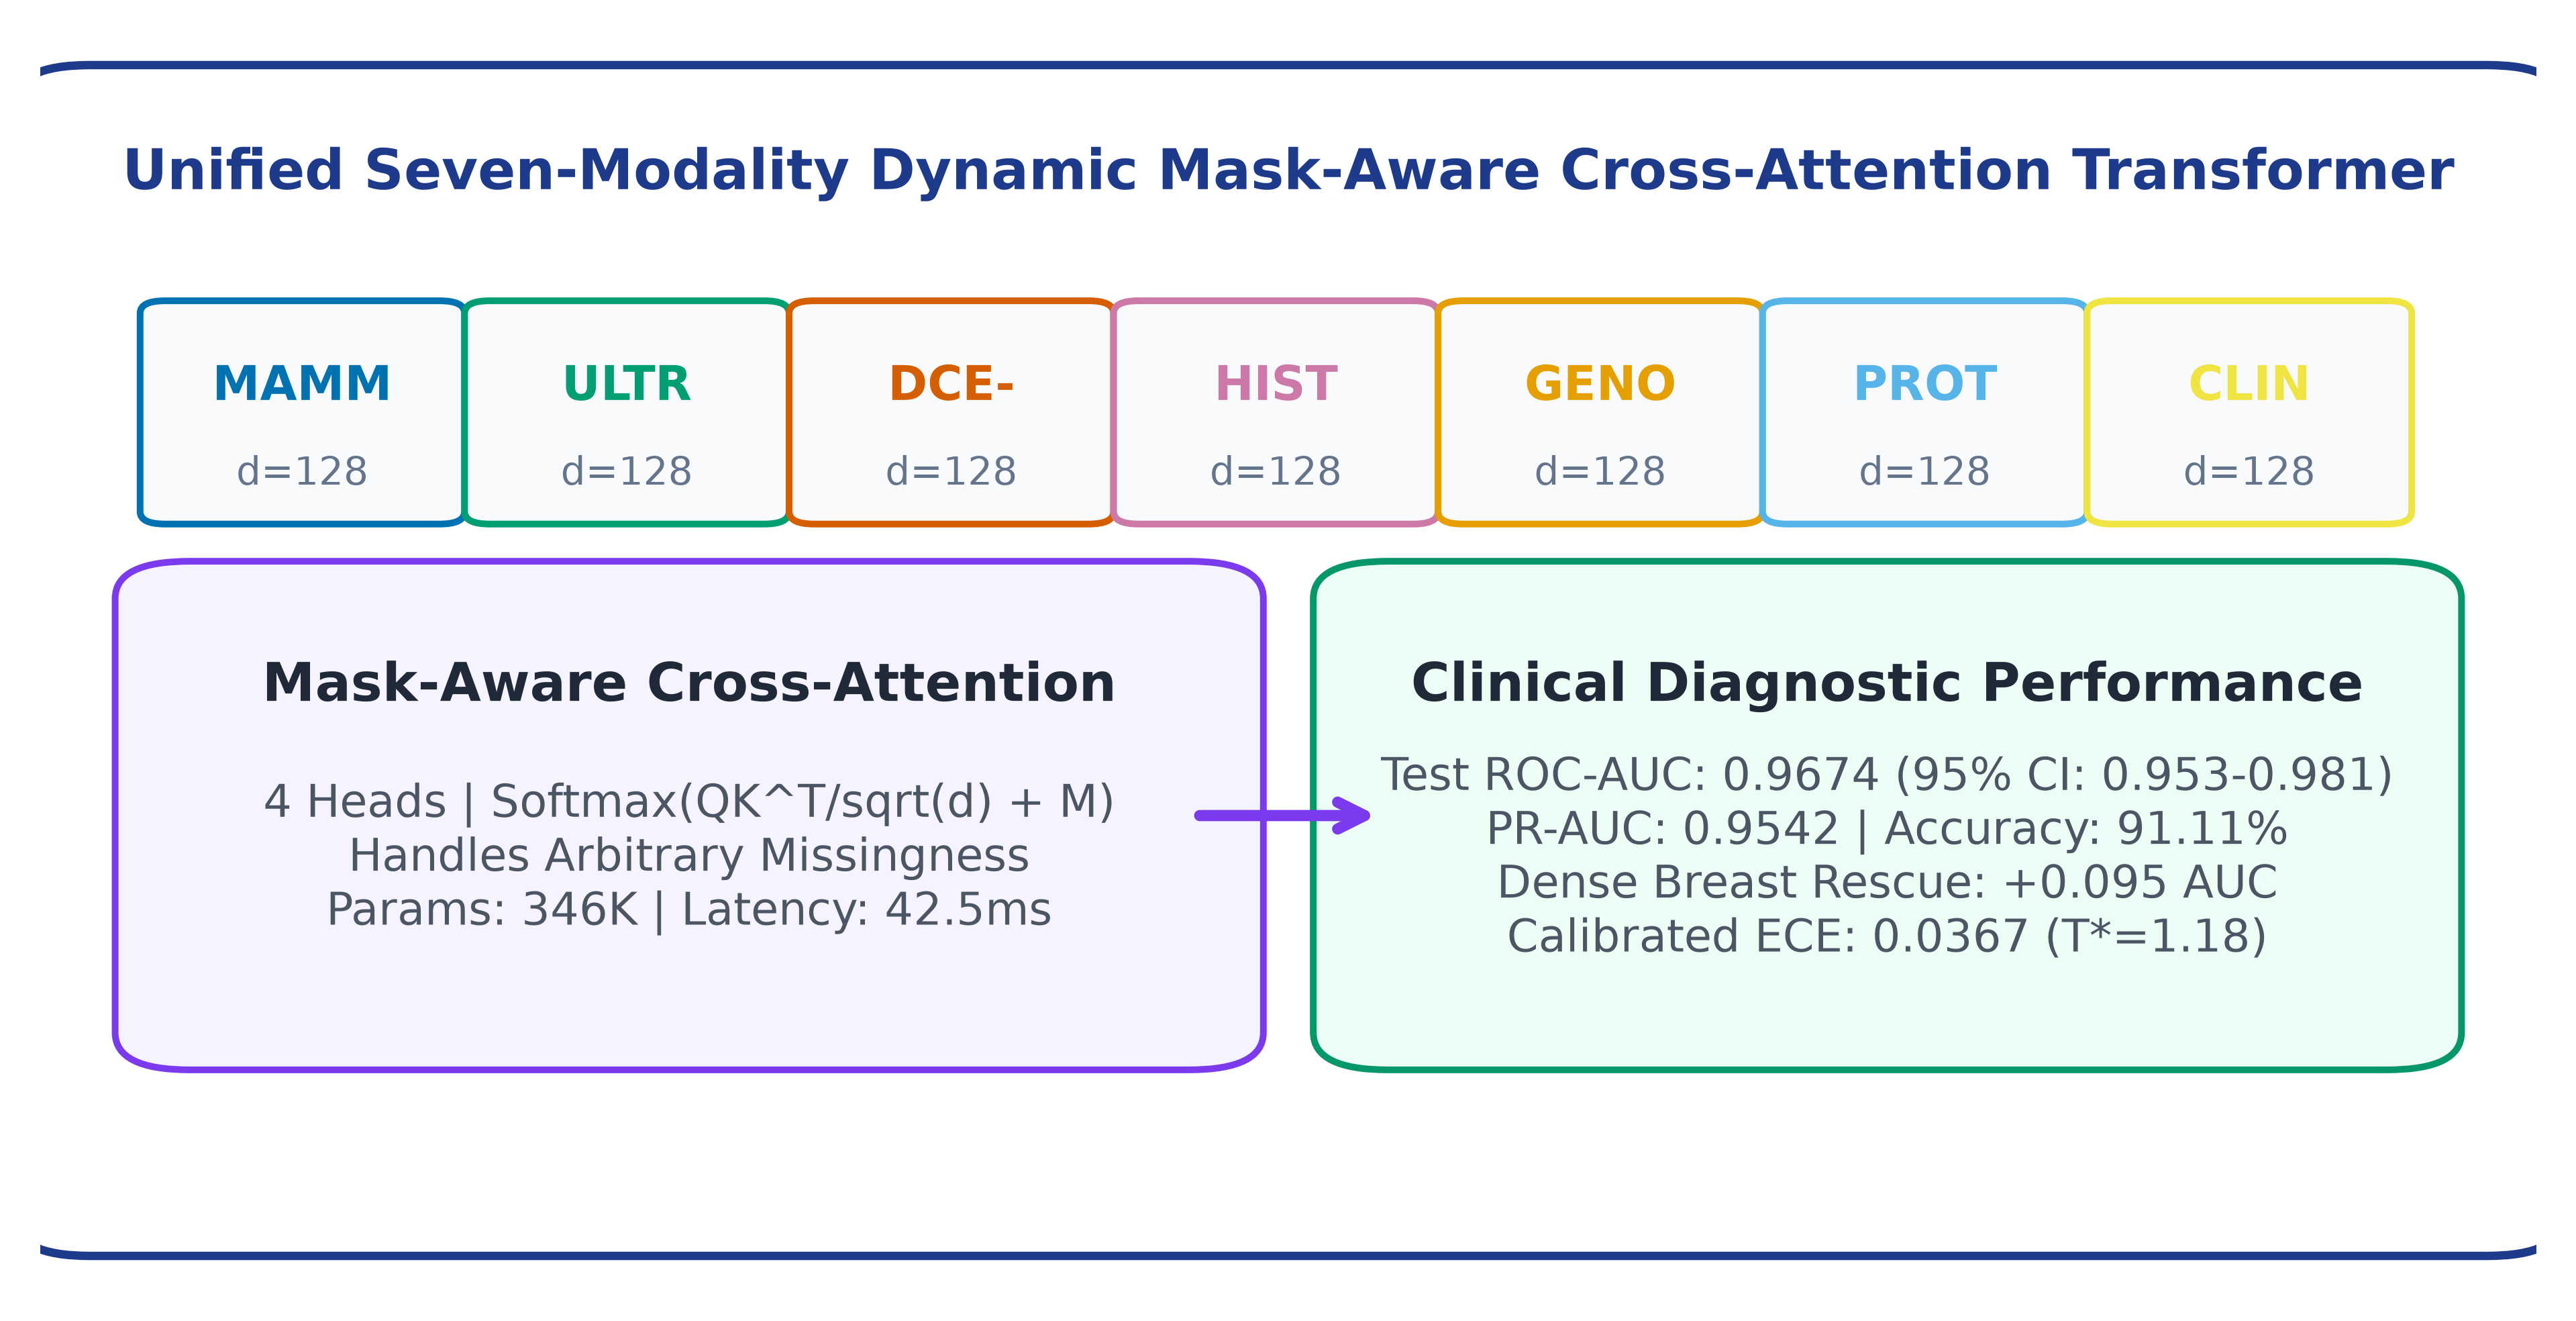 Unified Seven-Modality Dynamic Mask-Aware Cross-Attention Transformer
MAMM ULTR DCE- HIST GENO PROT CLIN
d=128 d=128 d=128 d=128 d=128 d=128 d=128
Mask-Aware Cross-Attention
4 Heads | Softmax(QK^T/sqrt(d) + M)
Handles Arbitrary Missingness
Params: 346K | Latency: 42.5ms
Clinical Diagnostic Performance
Test ROC-AUC: 0.9674 (95% CI: 0.953-0.981)
PR-AUC: 0.9542 | Accuracy: 91.11%
Dense Breast Rescue: +0.095 AUC
Calibrated ECE: 0.0367 (T*=1.18)